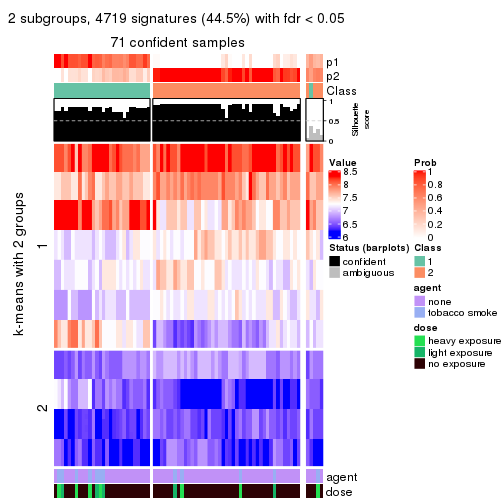 2 subgroups, 4719 signatures (44.5%) with fdr < 0.05
71 confident samples
p1
p2
Class
1
0.5
0
Silhouette
score
k-means with 2 groups
1
2
agent
dose
Value
8.5
8
7.5
7
6.5
6
Prob
1
0.8
0.6
0.4
0.2
0
Status (barplots)
confident
ambiguous
Class
1
2
agent
none
tobacco smoke
dose
heavy exposure
light exposure
no exposure